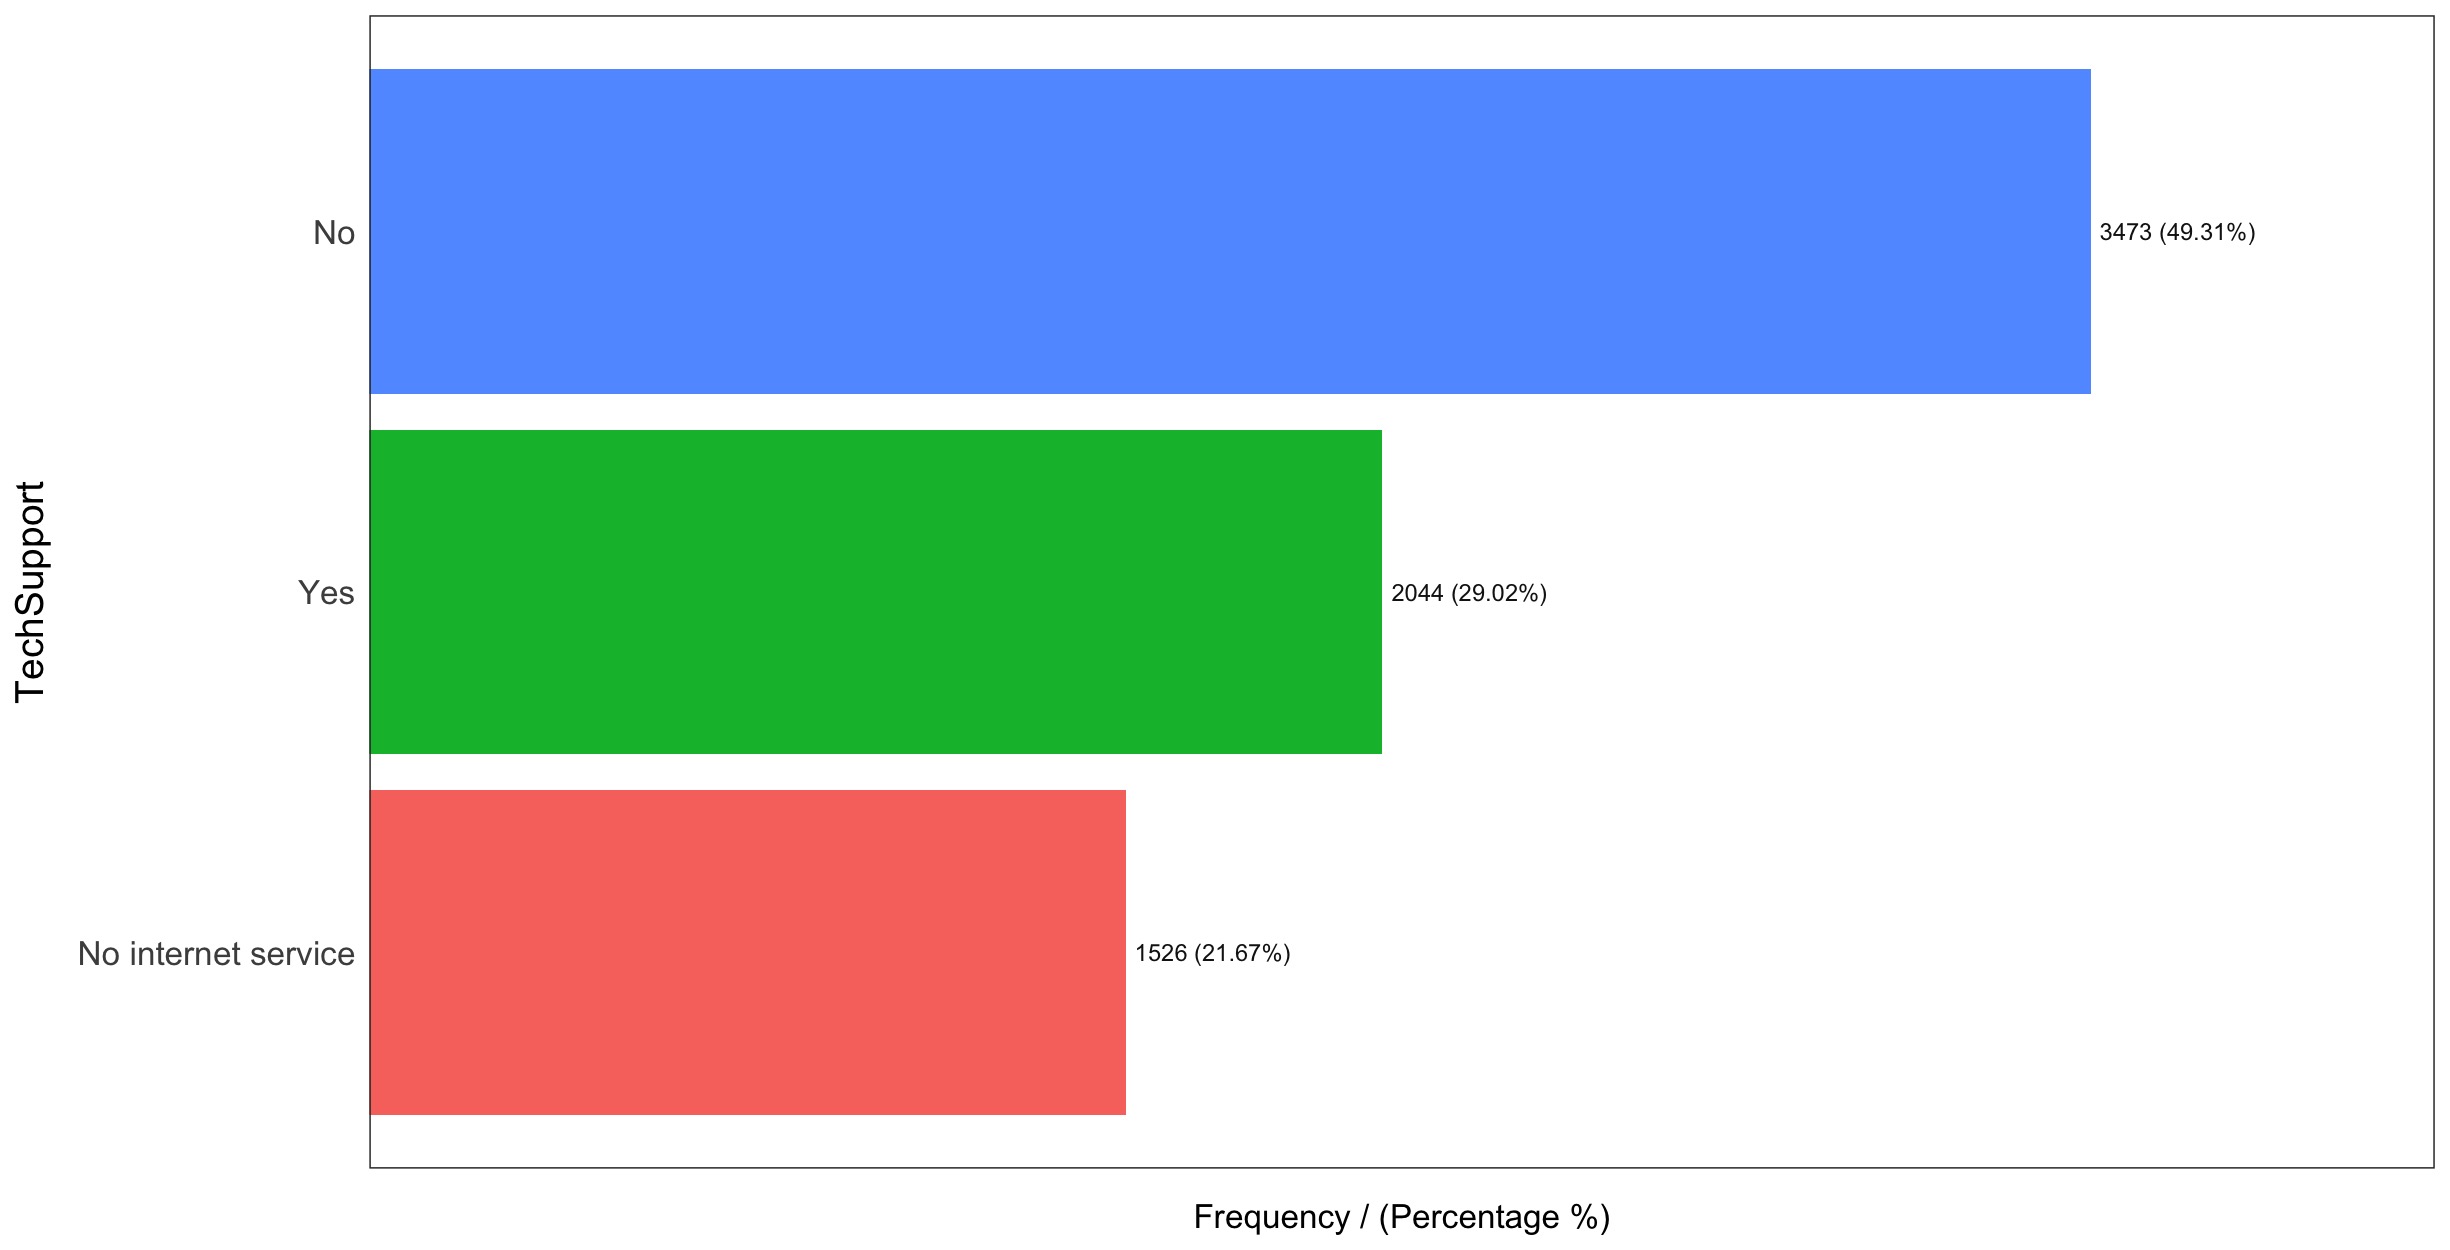 TechSupport
No
3473 (49.31%)
Yes
2044 (29.02%)
No internet service
1526 (21.67%)
Frequency / (Percentage %)